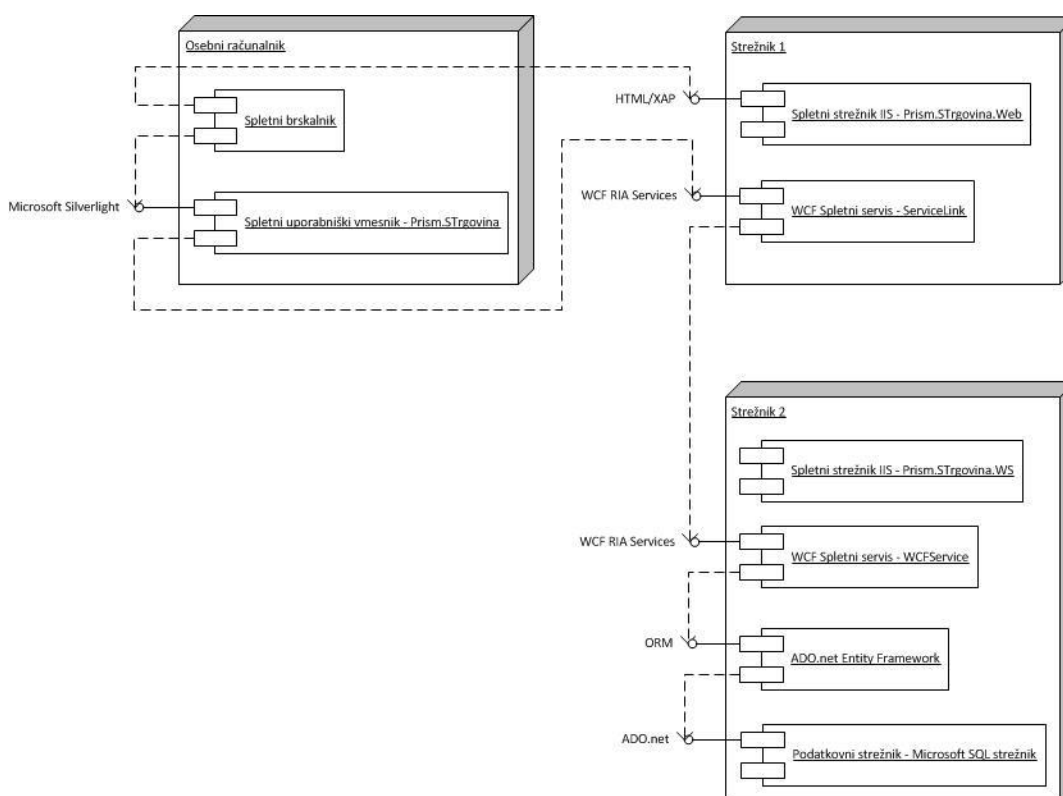 Osebni računalnik
Spletni brskalnik
Microsoft Silverlight
Spletni uporabniški vmesnik - Prism.STrgovina
Strežnik 1
HTML/XAP
Spletni strežnik IIS - Prism.STrgovina.Web
WCF RIA Services
WCF Spletni servis - ServiceLink
Strežnik 2
Spletni strežnik IIS - Prism.STrgovina.WS
WCF RIA Services
WCF Spletni servis - WCFService
ORM
ADO.net Entity Framework
ADO.net
Podatkovni strežnik - Microsoft SQL strežnik